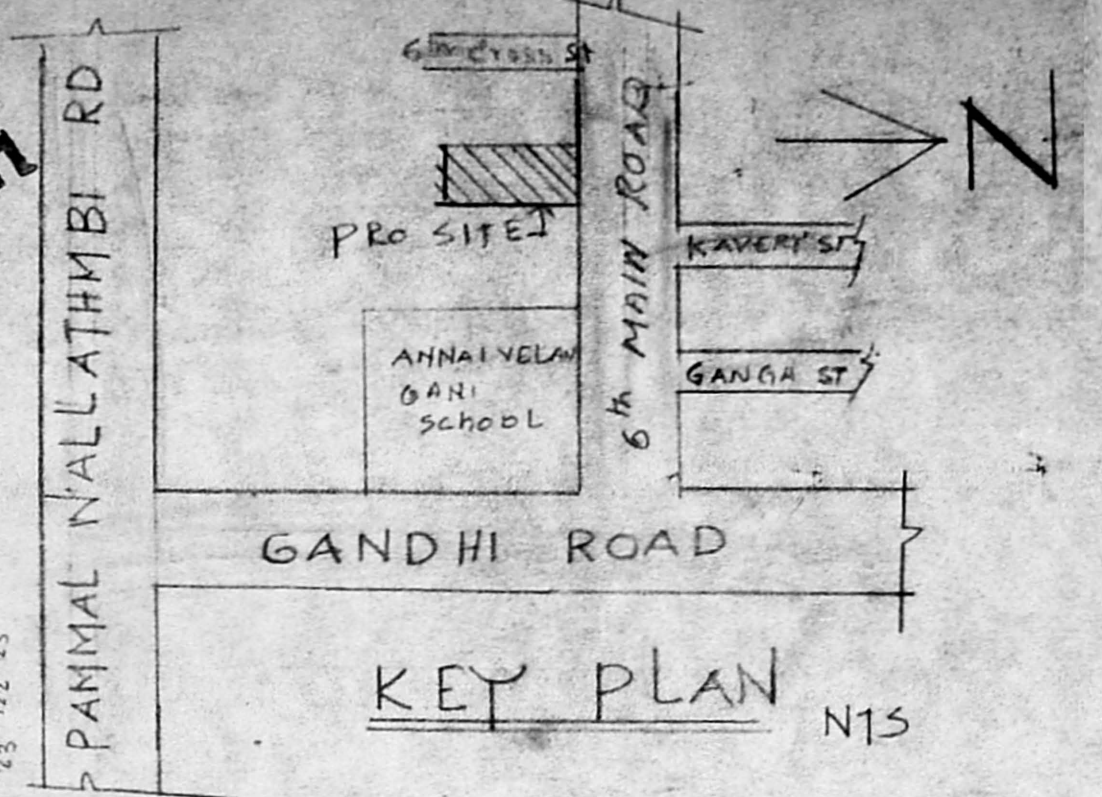 6th Cross St
PRO SITE
PAMMAL NALLATHMBI RD
6th MAIN ROAD
N
KAVERY ST
GANGA ST
ANNAI VELAN
GANI
SCHOOL
GANDHI ROAD
KEY PLAN
NTS